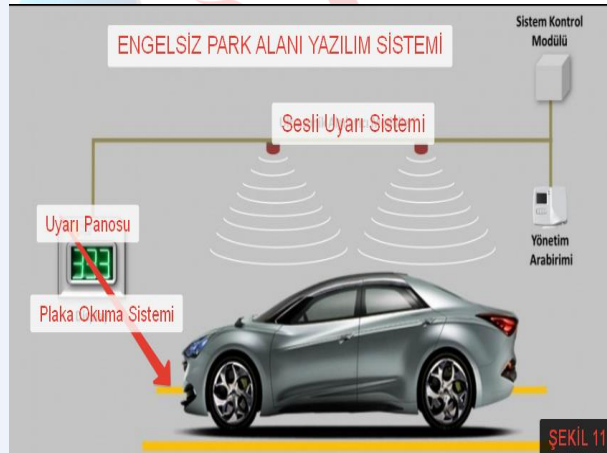 Sistem Kontrol
Modülü
ENGELSİZ PARK ALANI YAZILIM SİSTEMİ
Sesli Uyarı Sistemi
Uyarı Panosu
333
Plaka Okuma Sistemi
Yönetim
Arabirimi
ŞEKİL 11